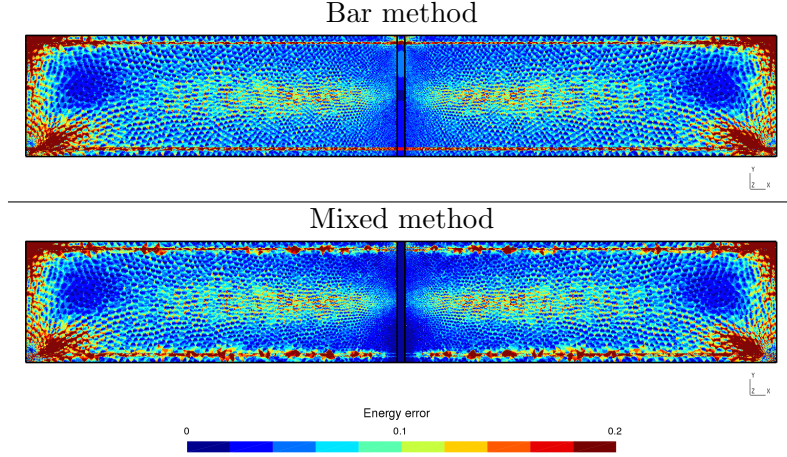 Bar method
Y
Z X
Mixed method
Y
Z X
Energy error
0 0.1 0.2